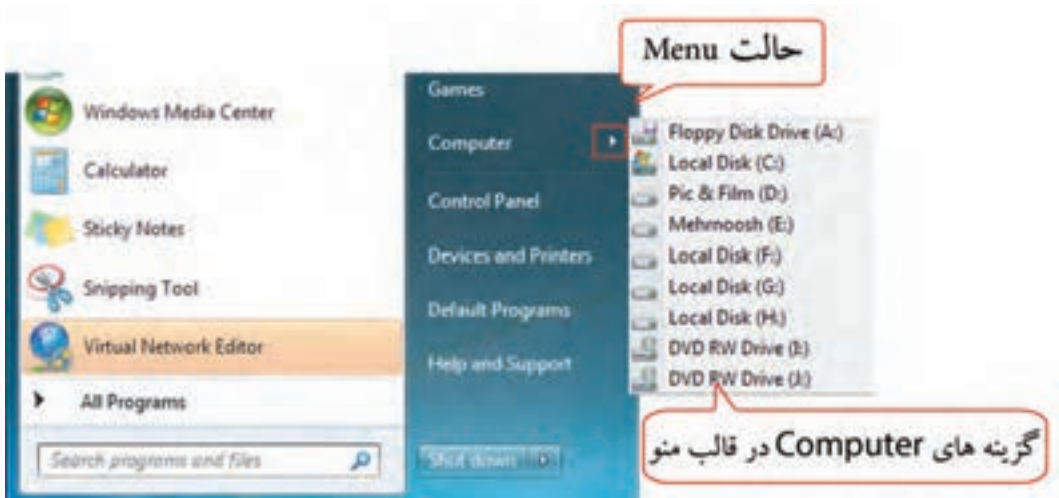 حالت Menu
Windows Media Center
Calculator
Sticky Notes
Snipping Tool
Virtual Network Editor
All Programs
Search programs and files
Games
Computer
Control Panel
Devices and Printers
Default Programs
Help and Support
Shut down
Floppy Disk Drive (A:)
Local Disk (C:)
Pic & Film (D:)
Mehrnoosh (E:)
Local Disk (F:)
Local Disk (G:)
Local Disk (H:)
DVD RW Drive (I:)
DVD RW Drive (J:)
گزینه های Computer در قالب منو